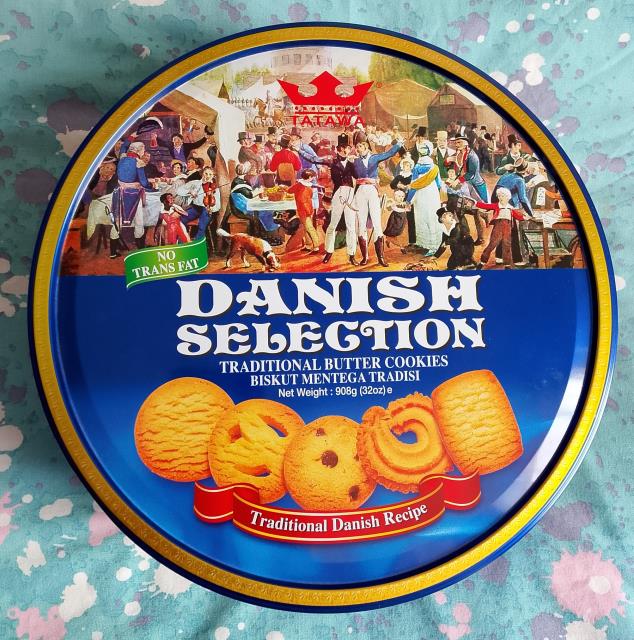 TATAWA
NO
TRANS FAT
DANISH
SELECTION
TRADITIONAL BUTTER COOKIES
BISKUT MENTEGA TRADISI
Net Weight : 908g (32oz) e
Traditional Danish Recipe